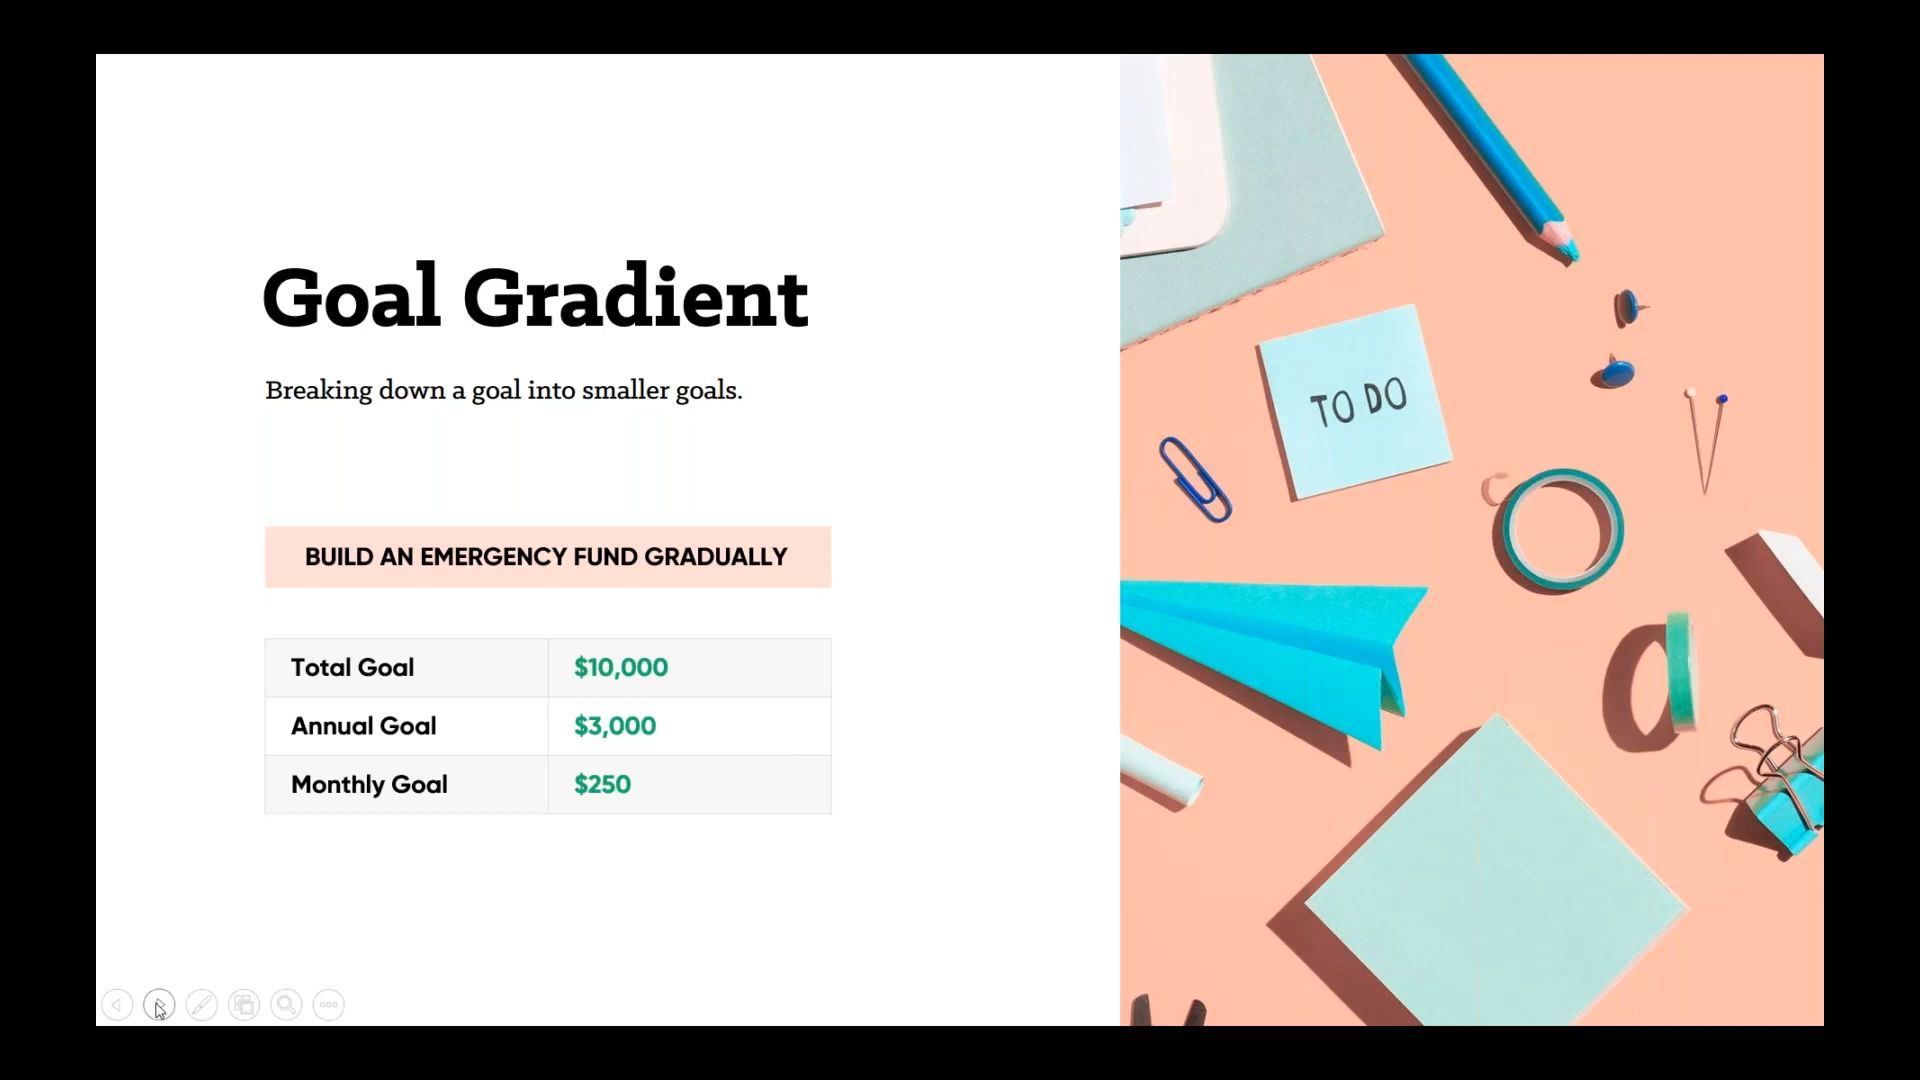 Goal Gradient
Breaking down a goal into smaller goals.
BUILD AN EMERGENCY FUND GRADUALLY
Total Goal $10,000
Annual Goal $3,000
Monthly Goal $250
TO DO